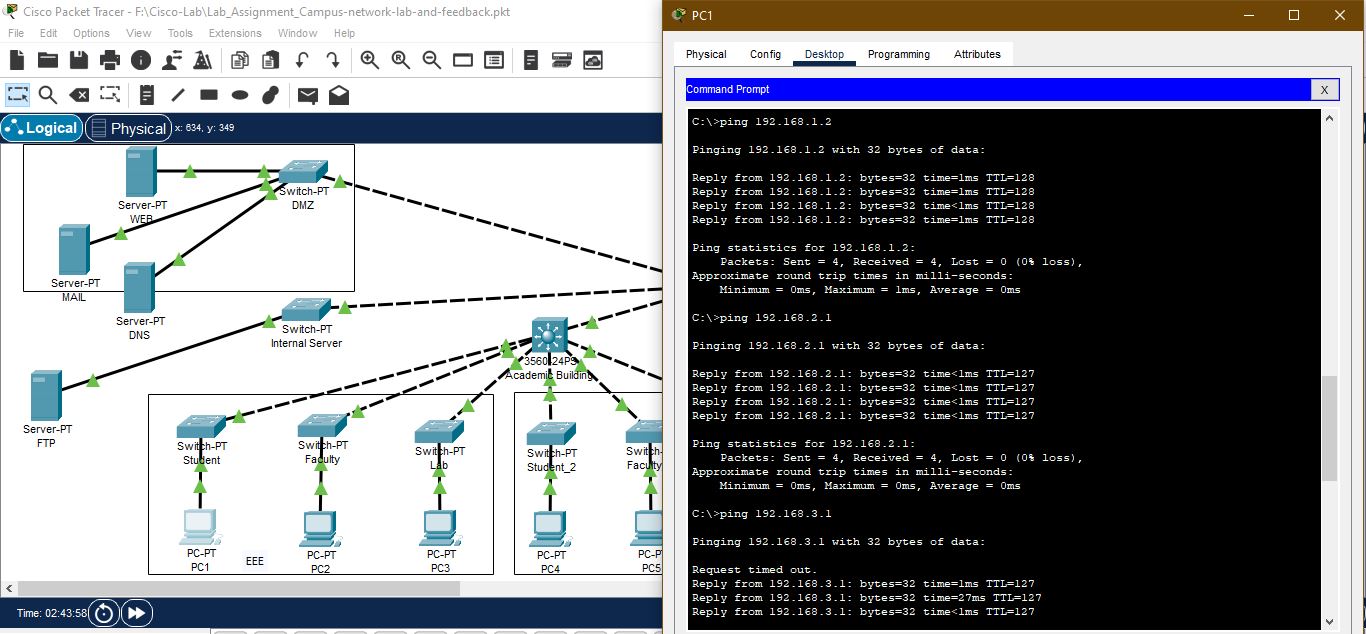 Cisco Packet Tracer - F:\Cisco-Lab\Lab_Assignment_Campus-network-lab-and-feedback.pkt
File Edit Options View Tools Extensions Window Help
Logical Physical x: 634, y: 349
Server-PT
WEB
Switch-PT
DMZ
Server-PT
MAIL
Server-PT
DNS
Switch-PT
Internal Server
Server-PT
FTP
3560-24PS
Academic Building
Switch-PT
Student
Switch-PT
Faculty
Switch-PT
Lab
Switch-PT
Student_2
Switch
Faculty
PC-PT
PC1
EEE
PC-PT
PC2
PC-PT
PC3
PC-PT
PC4
PC-PT
PC5
Time: 02:43:58
PC1
Physical Config Desktop Programming Attributes
Command Prompt X
C:\>ping 192.168.1.2
Pinging 192.168.1.2 with 32 bytes of data:
Reply from 192.168.1.2: bytes=32 time=1ms TTL=128
Reply from 192.168.1.2: bytes=32 time=1ms TTL=128
Reply from 192.168.1.2: bytes=32 time<1ms TTL=128
Reply from 192.168.1.2: bytes=32 time=1ms TTL=128
Ping statistics for 192.168.1.2:
Packets: Sent = 4, Received = 4, Lost = 0 (0% loss),
Approximate round trip times in milli-seconds:
Minimum = 0ms, Maximum = 1ms, Average = 0ms
C:\>ping 192.168.2.1
Pinging 192.168.2.1 with 32 bytes of data:
Reply from 192.168.2.1: bytes=32 time<1ms TTL=127
Reply from 192.168.2.1: bytes=32 time<1ms TTL=127
Reply from 192.168.2.1: bytes=32 time<1ms TTL=127
Reply from 192.168.2.1: bytes=32 time<1ms TTL=127
Ping statistics for 192.168.2.1:
Packets: Sent = 4, Received = 4, Lost = 0 (0% loss),
Approximate round trip times in milli-seconds:
Minimum = 0ms, Maximum = 0ms, Average = 0ms
C:\>ping 192.168.3.1
Pinging 192.168.3.1 with 32 bytes of data:
Request timed out.
Reply from 192.168.3.1: bytes=32 time=1ms TTL=127
Reply from 192.168.3.1: bytes=32 time=27ms TTL=127
Reply from 192.168.3.1: bytes=32 time<1ms TTL=127